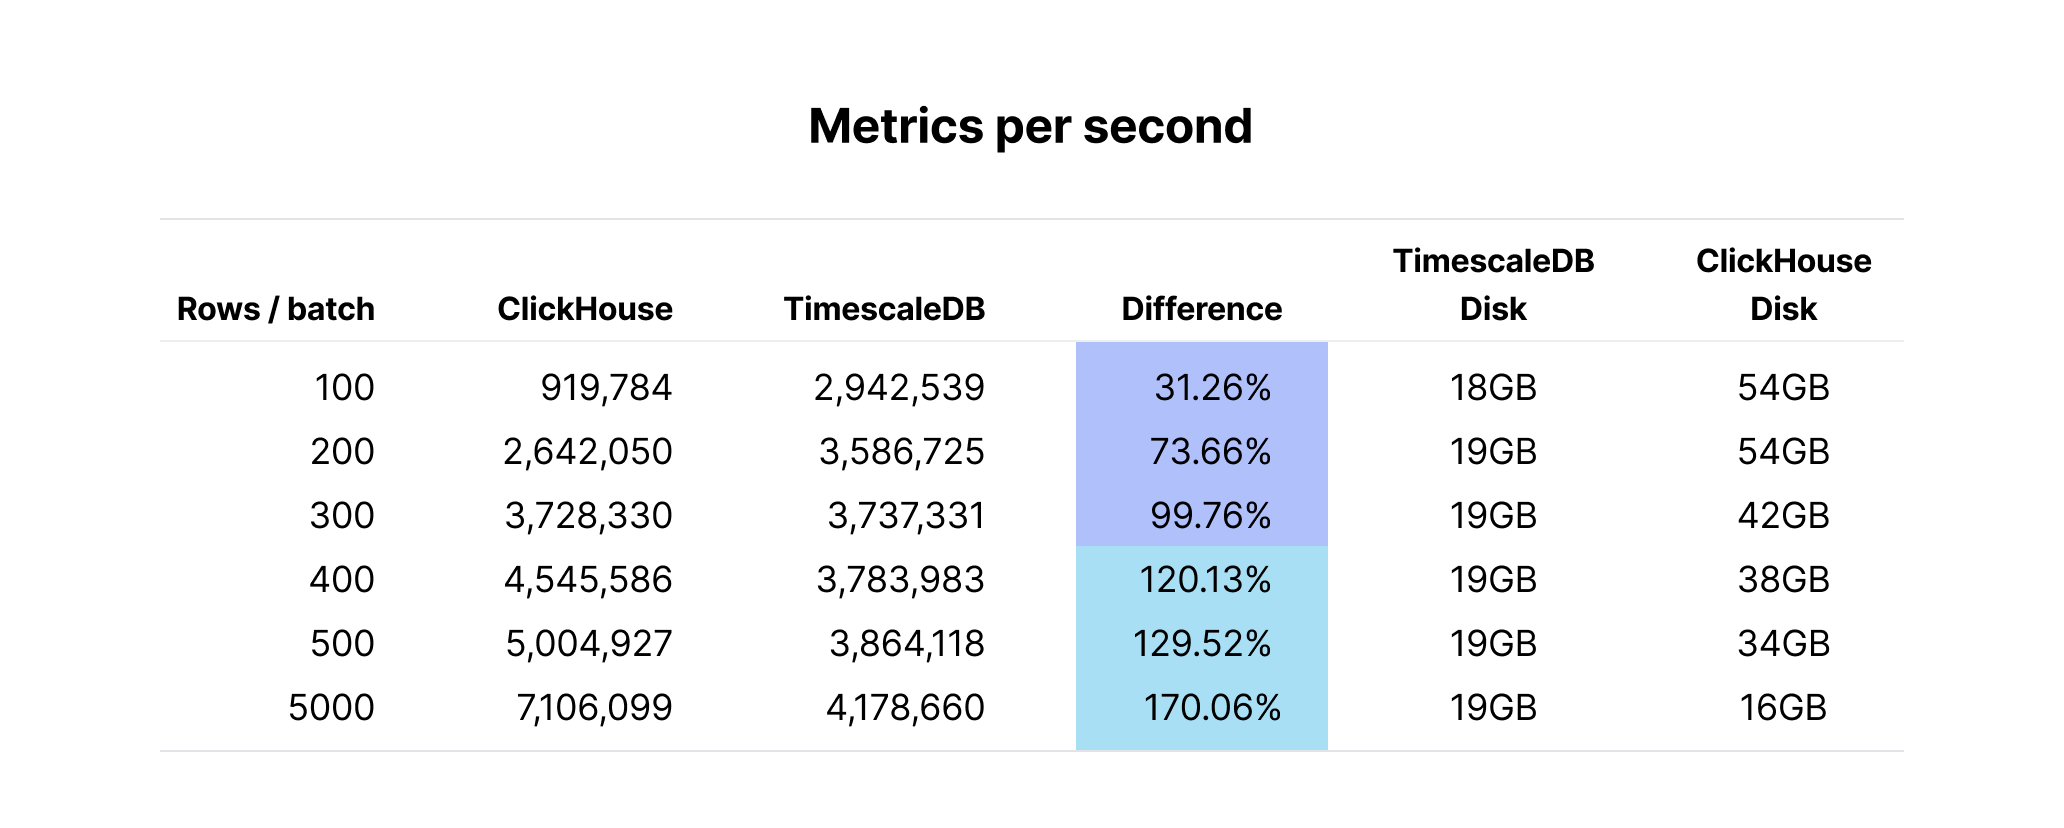 Metrics per second
TimescaleDB ClickHouse
Rows / batch ClickHouse TimescaleDB Difference Disk Disk
100 919,784 2,942,539 31.26% 18GB 54GB
200 2,642,050 3,586,725 73.66% 19GB 54GB
300 3,728,330 3,737,331 99.76% 19GB 42GB
400 4,545,586 3,783,983 120.13% 19GB 38GB
500 5,004,927 3,864,118 129.52% 19GB 34GB
5000 7,106,099 4,178,660 170.06% 19GB 16GB